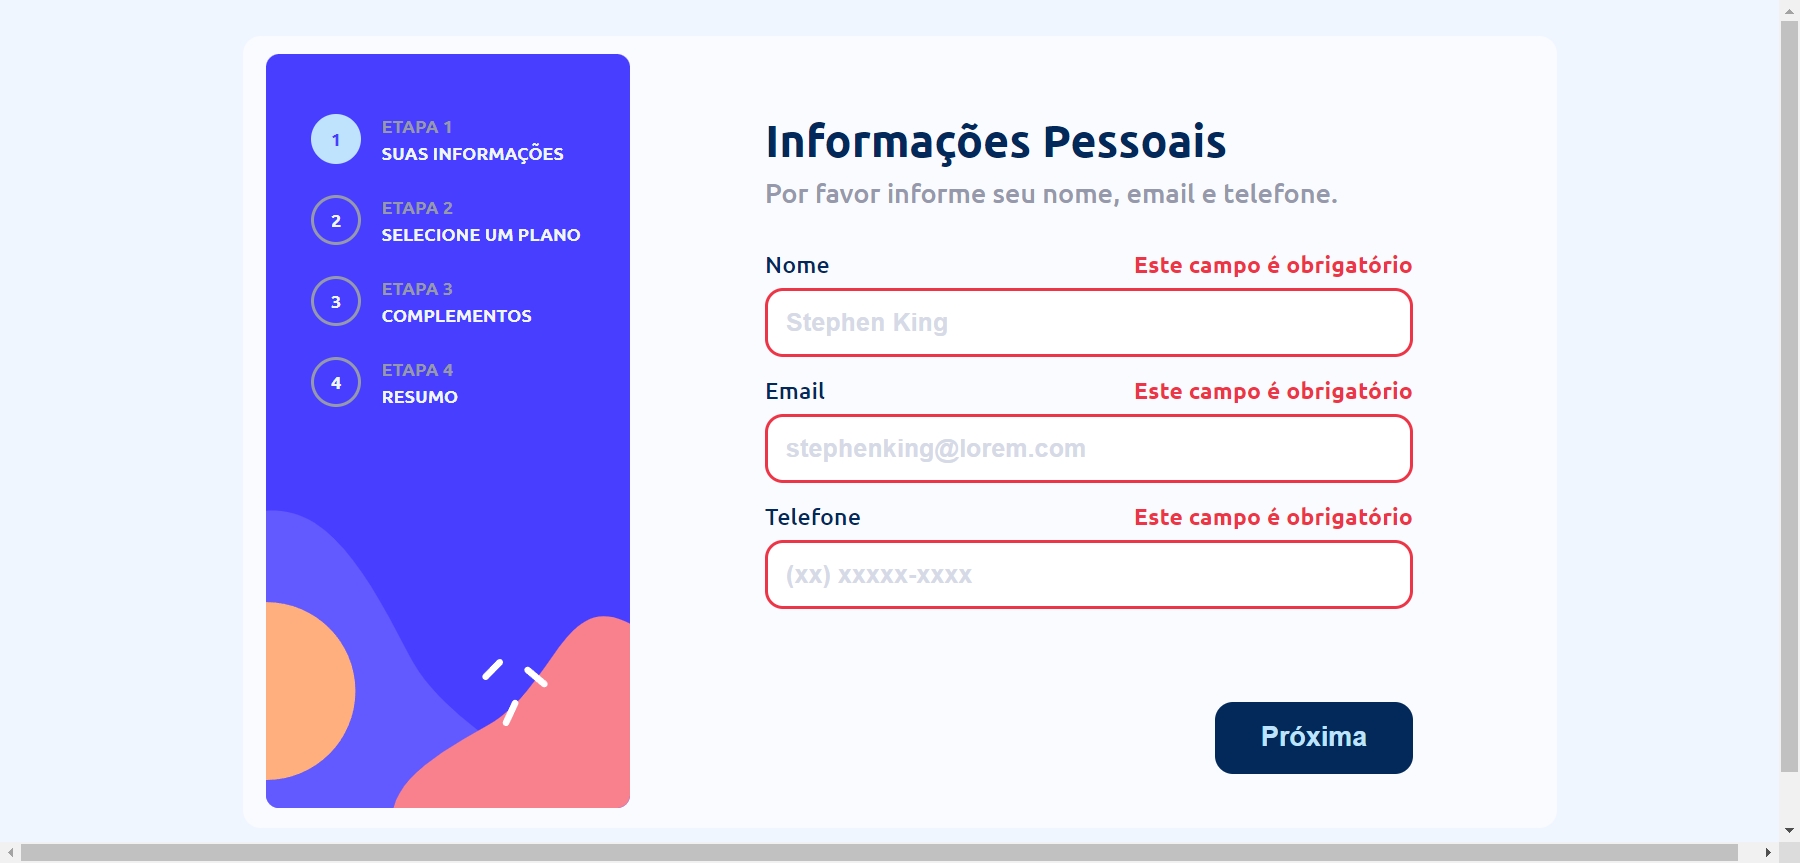 1
ETAPA 1
SUAS INFORMAÇÕES
2
ETAPA 2
SELECIONE UM PLANO
3
ETAPA 3
COMPLEMENTOS
4
ETAPA 4
RESUMO
Informações Pessoais
Por favor informe seu nome, email e telefone.
Nome Este campo é obrigatório
Stephen King
Email Este campo é obrigatório
stephenking@lorem.com
Telefone Este campo é obrigatório
(xx) xxxxx-xxxx
Próxima